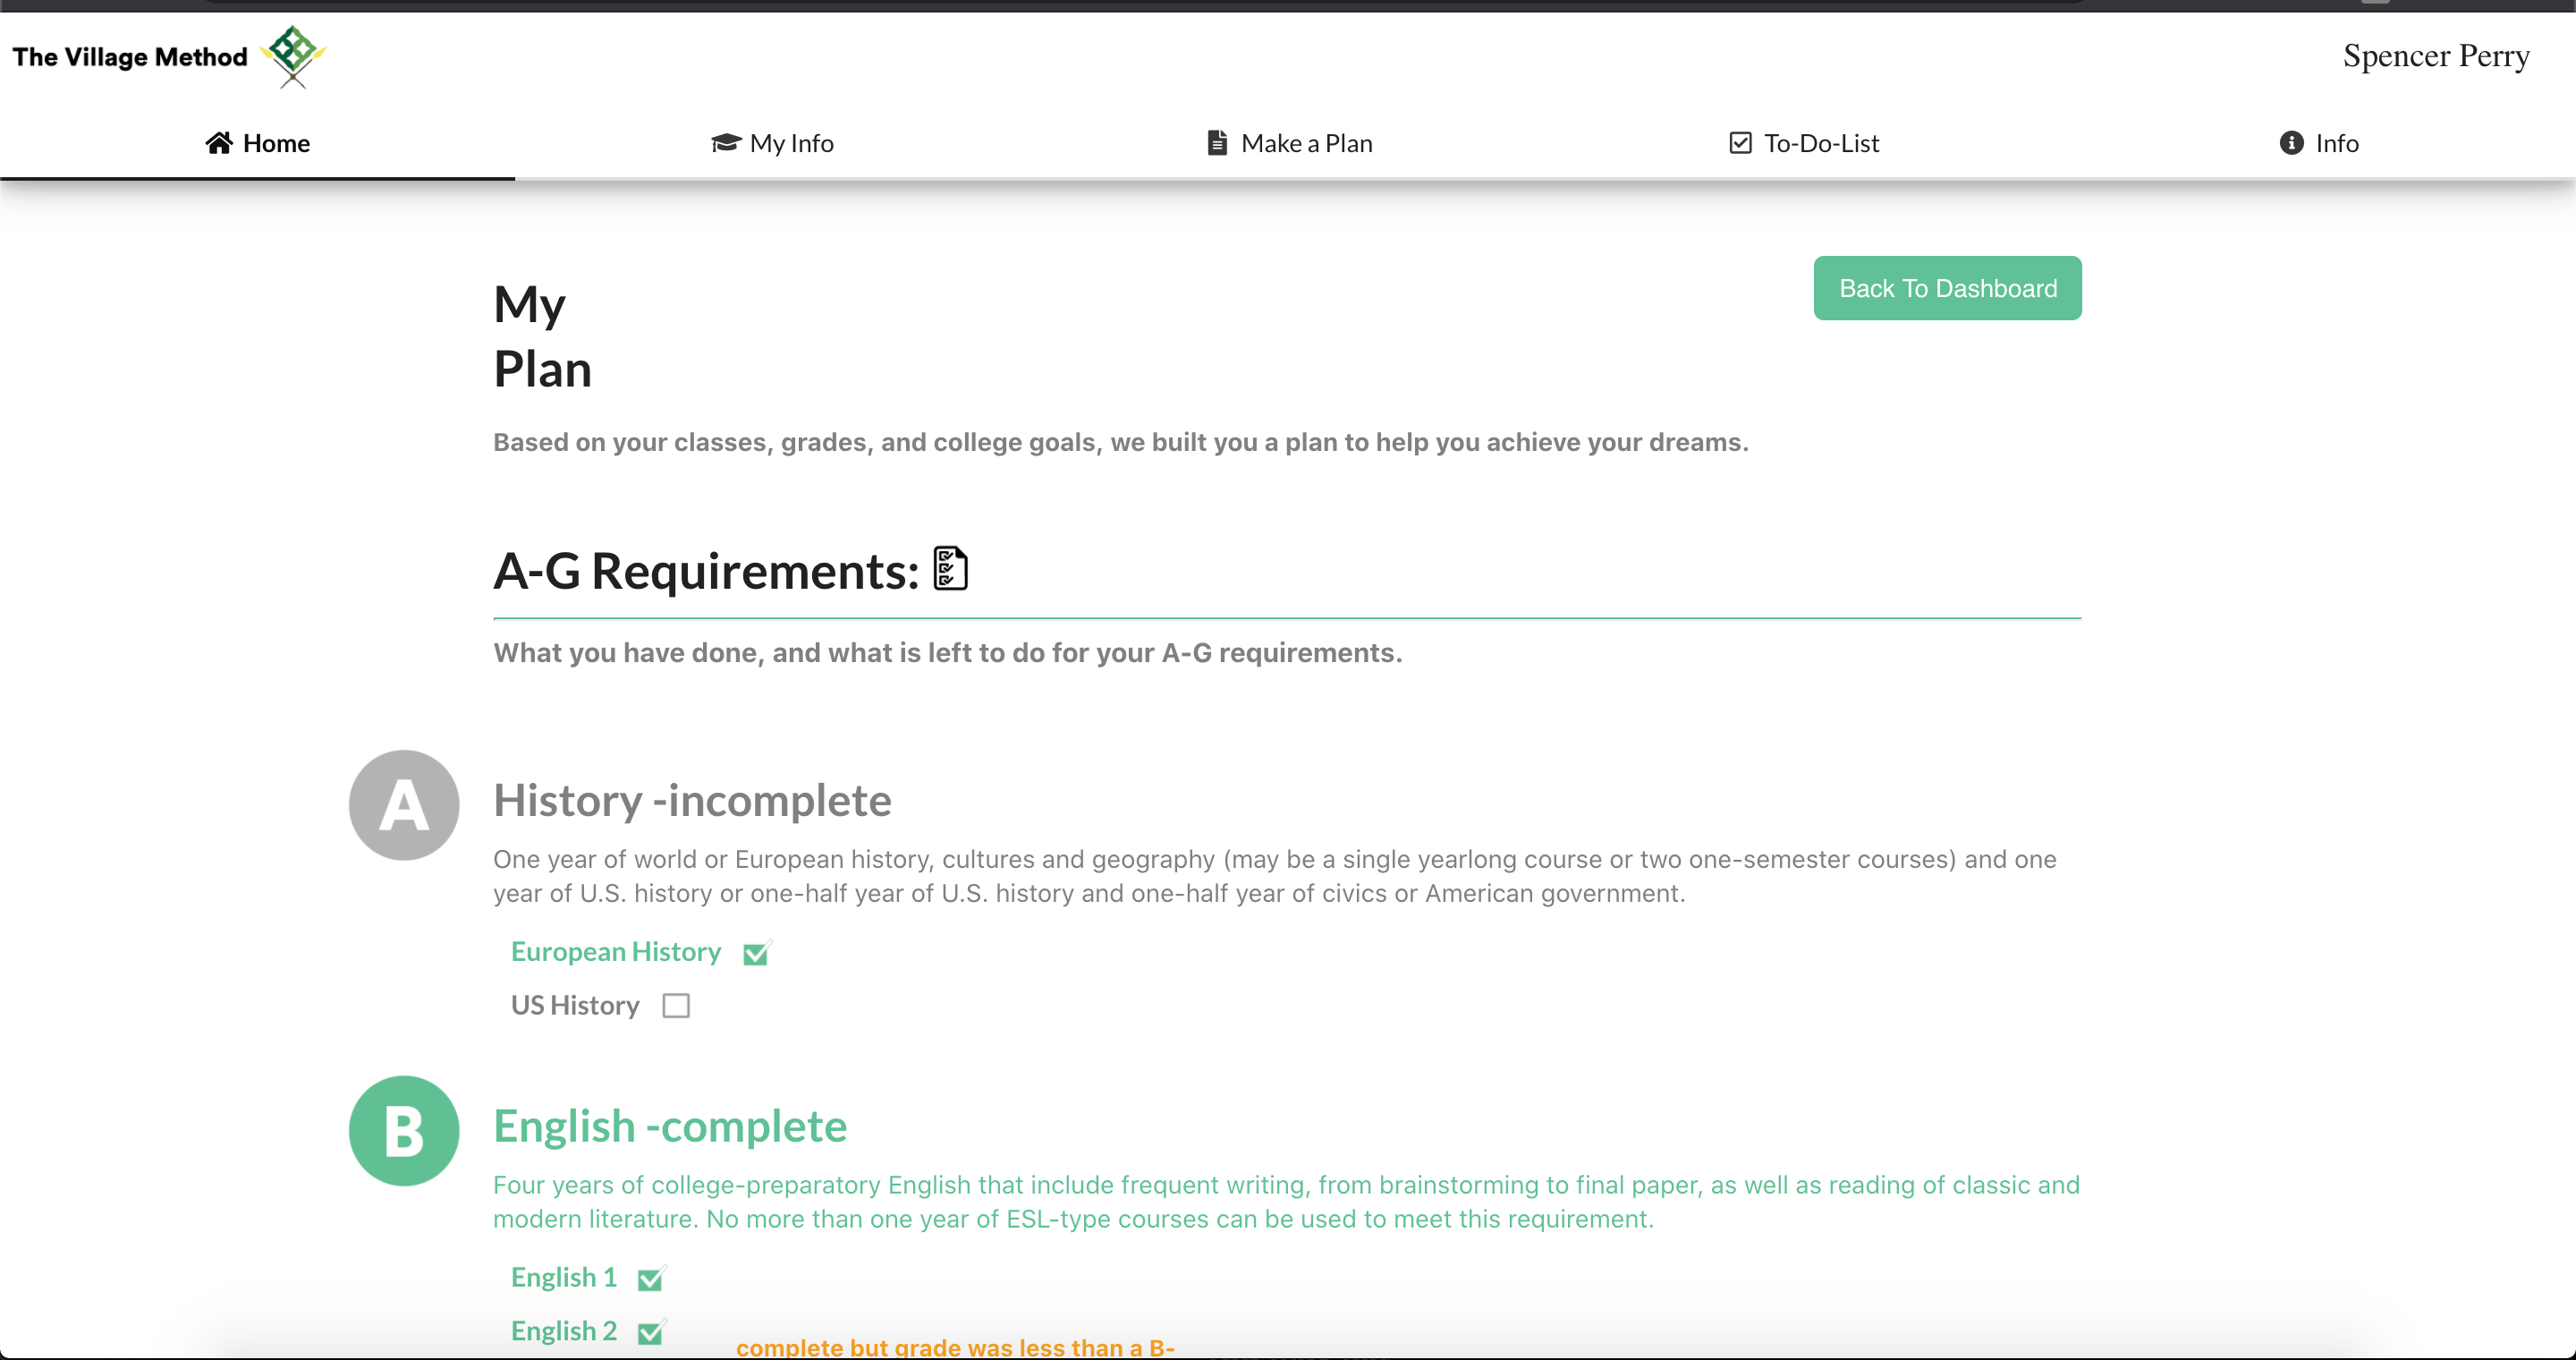 The Village Method
Spencer Perry
Home
My Info
Make a Plan
To-Do-List
Info
My
Plan
Back To Dashboard
Based on your classes, grades, and college goals, we built you a plan to help you achieve your dreams.
A-G Requirements:
What you have done, and what is left to do for your A-G requirements.
A
History -incomplete
One year of world or European history, cultures and geography (may be a single yearlong course or two one-semester courses) and one
year of U.S. history or one-half year of U.S. history and one-half year of civics or American government.
European History
US History
B
English -complete
Four years of college-preparatory English that include frequent writing, from brainstorming to final paper, as well as reading of classic and
modern literature. No more than one year of ESL-type courses can be used to meet this requirement.
English 1
English 2
complete but grade was less than a B-